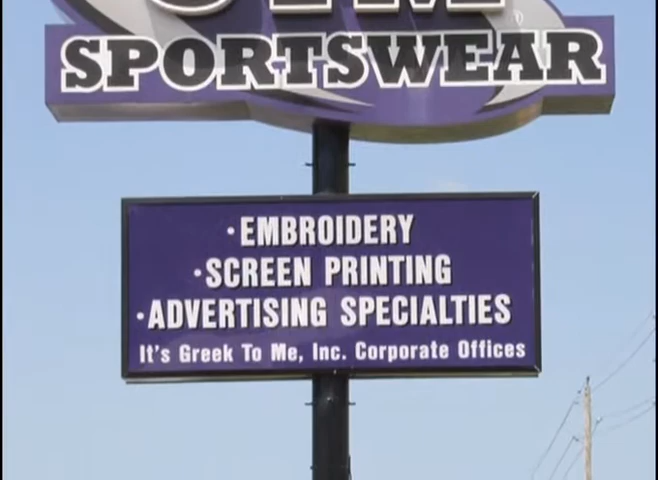 SPORTSWEAR
·EMBROIDERY
·SCREEN PRINTING
·ADVERTISING SPECIALTIES
It's Greek To Me, Inc. Corporate Offices